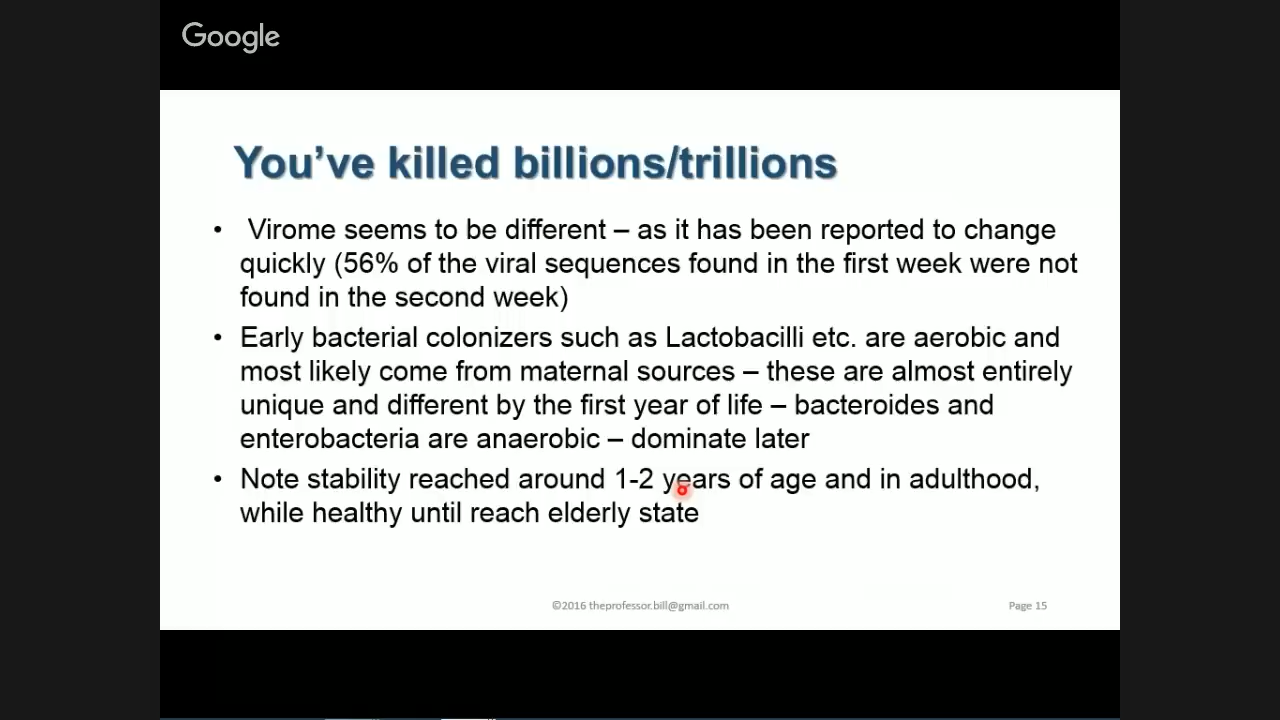 Google
You've killed billions/trillions
• Virome seems to be different – as it has been reported to change
quickly (56% of the viral sequences found in the first week were not
found in the second week)
• Early bacterial colonizers such as Lactobacilli etc. are aerobic and
most likely come from maternal sources – these are almost entirely
unique and different by the first year of life – bacteroides and
enterobacteria are anaerobic – dominate later
• Note stability reached around 1-2 years of age and in adulthood,
while healthy until reach elderly state
©2016 theprofessor.bill@gmail.com
Page 15